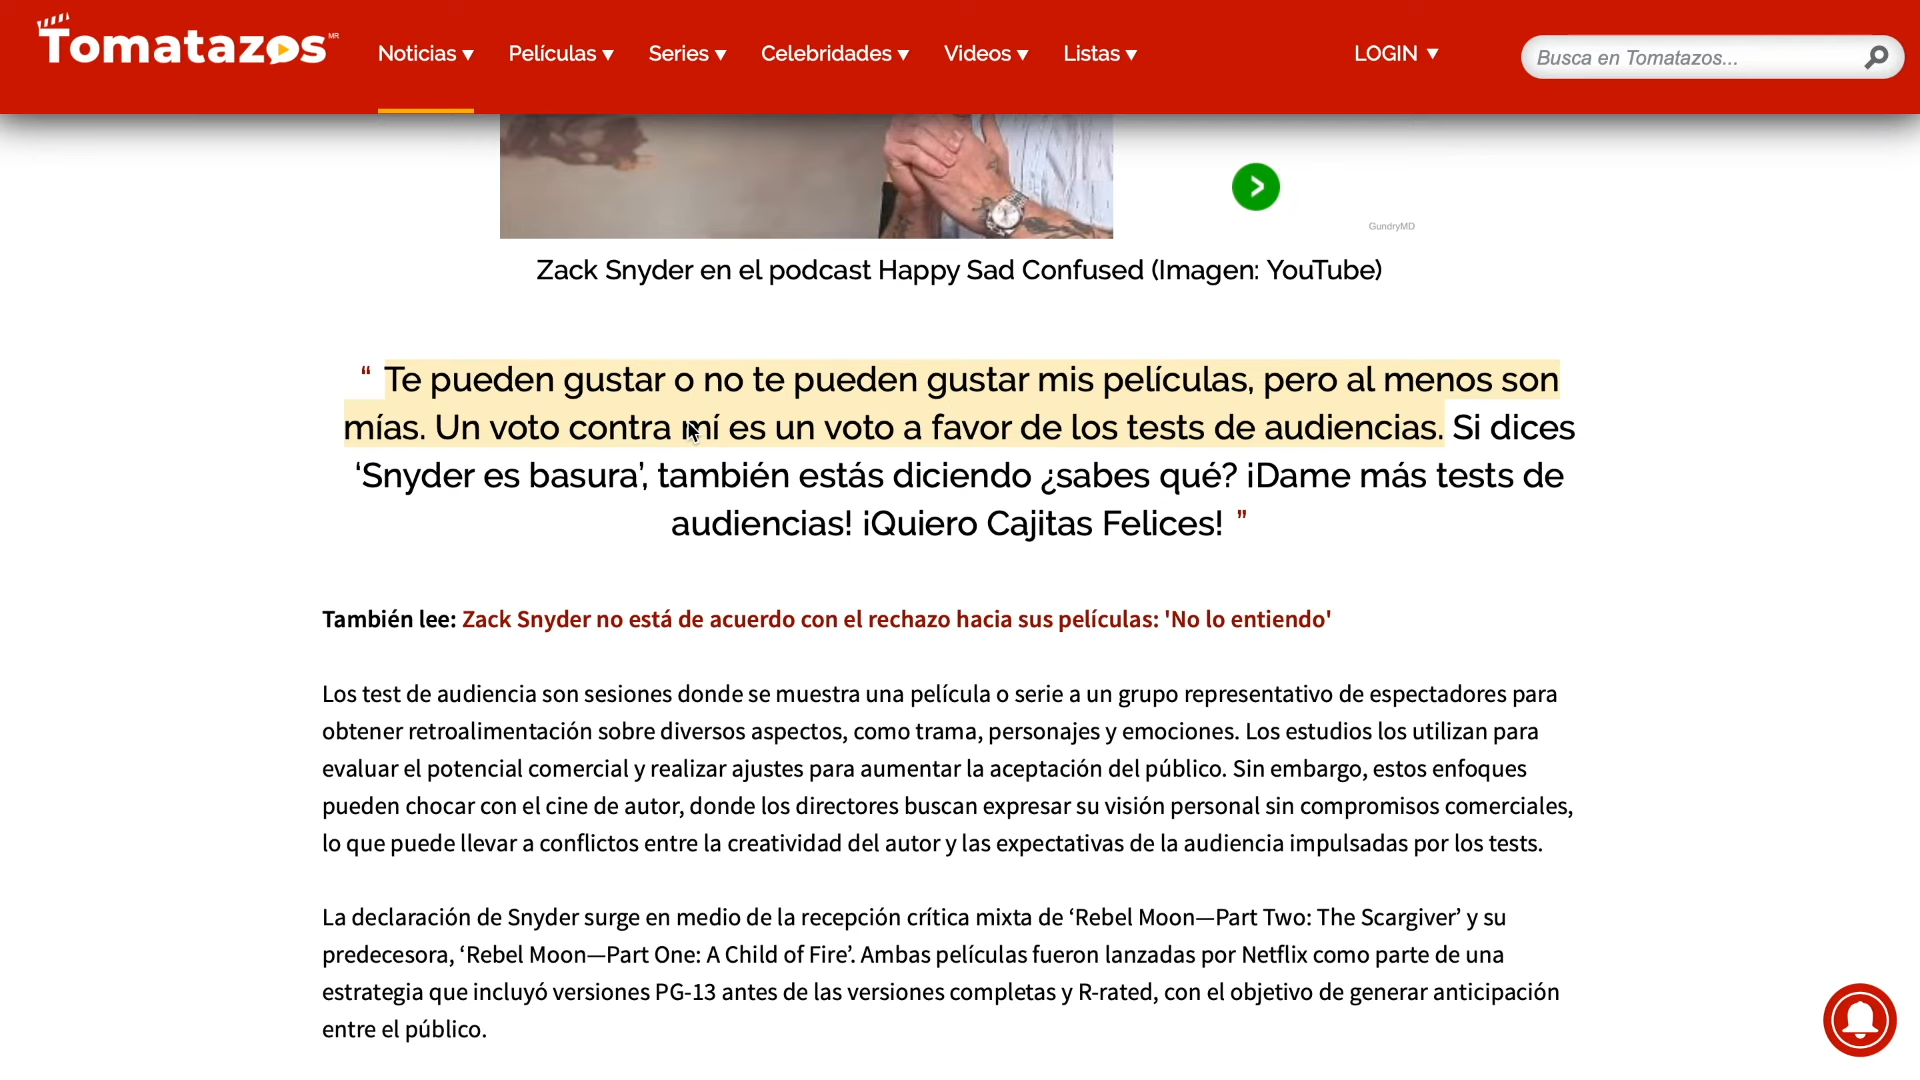 Tomatazos MR
Noticias ▼ Películas ▼ Series ▼ Celebridades ▼ Videos ▼ Listas ▼ LOGIN ▼ Busca en Tomatazos...
GundryMD
Zack Snyder en el podcast Happy Sad Confused (Imagen: YouTube)
“ Te pueden gustar o no te pueden gustar mis películas, pero al menos son
mías. Un voto contra mí es un voto a favor de los tests de audiencias. Si dices
‘Snyder es basura’, también estás diciendo ¿sabes qué? ¡Dame más tests de
audiencias! ¡Quiero Cajitas Felices! ”
También lee: Zack Snyder no está de acuerdo con el rechazo hacia sus películas: 'No lo entiendo'
Los test de audiencia son sesiones donde se muestra una película o serie a un grupo representativo de espectadores para
obtener retroalimentación sobre diversos aspectos, como trama, personajes y emociones. Los estudios los utilizan para
evaluar el potencial comercial y realizar ajustes para aumentar la aceptación del público. Sin embargo, estos enfoques
pueden chocar con el cine de autor, donde los directores buscan expresar su visión personal sin compromisos comerciales,
lo que puede llevar a conflictos entre la creatividad del autor y las expectativas de la audiencia impulsadas por los tests.
La declaración de Snyder surge en medio de la recepción crítica mixta de ‘Rebel Moon—Part Two: The Scargiver’ y su
predecesora, ‘Rebel Moon—Part One: A Child of Fire’. Ambas películas fueron lanzadas por Netflix como parte de una
estrategia que incluyó versiones PG-13 antes de las versiones completas y R-rated, con el objetivo de generar anticipación
entre el público.